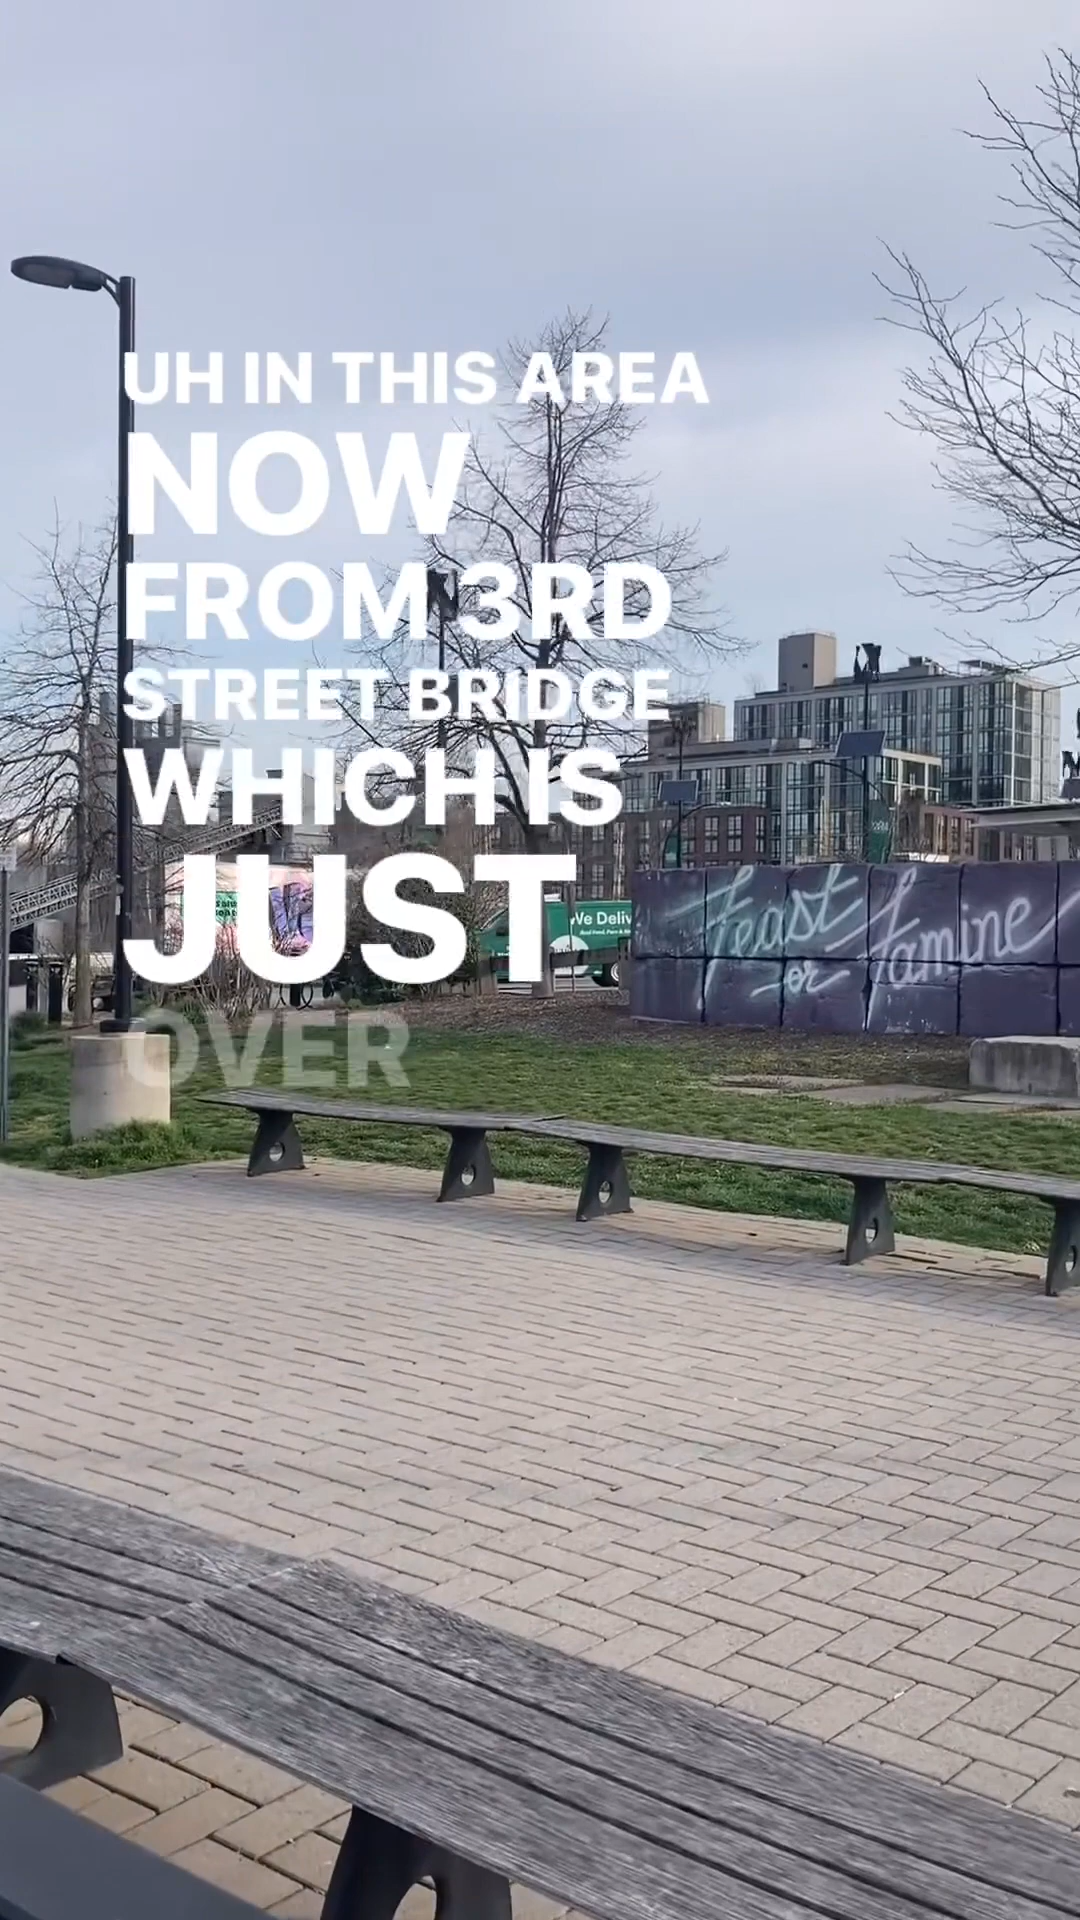 UH IN THIS AREA
NOW
FROM 3RD
STREET BRIDGE
WHICH IS
JUST
OVER
We Deliv
Feast
or famine